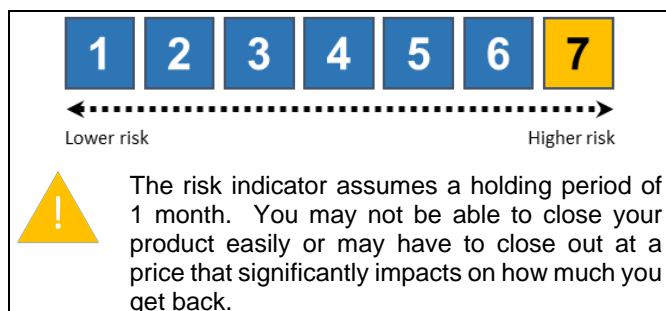 1 2 3 4 5 6 7
Lower risk Higher risk
!
The risk indicator assumes a holding period of
1 month. You may not be able to close your
product easily or may have to close out at a
price that significantly impacts on how much you
get back.